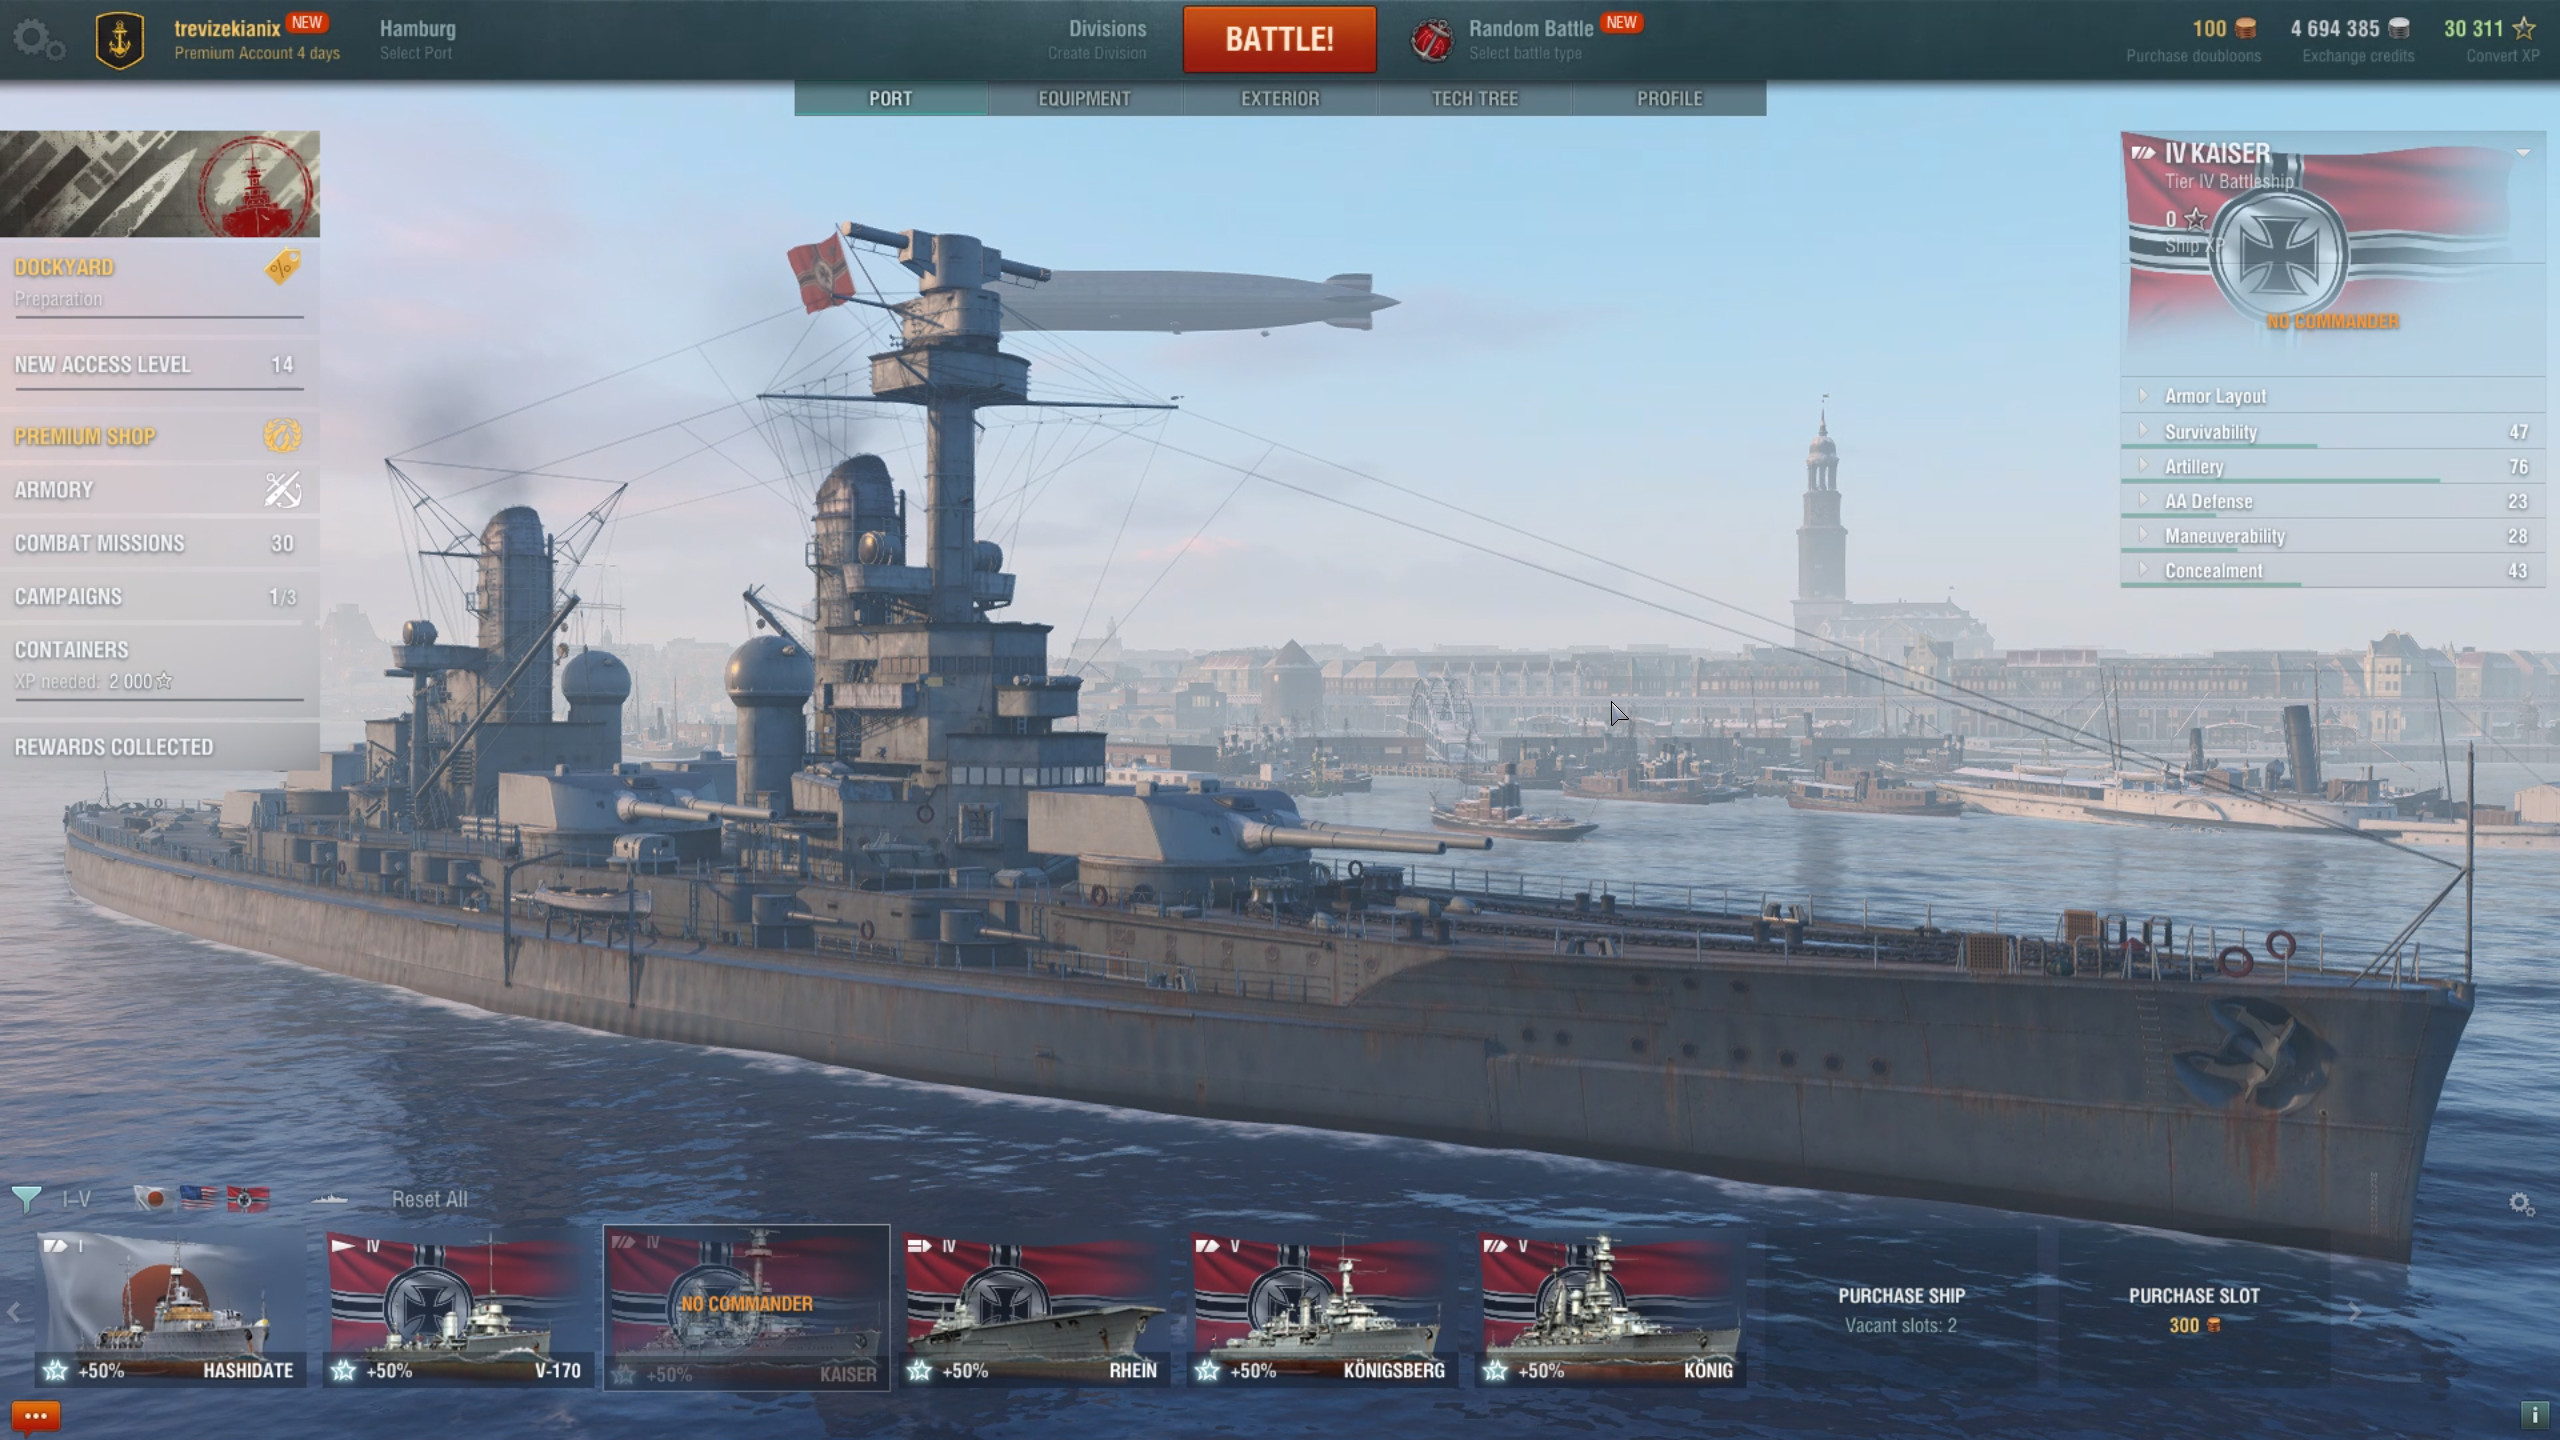 trevizekianix NEW
Premium Account 4 days
Hamburg
Select Port
Divisions
Create Division
BATTLE!
Random Battle NEW
Select battle type
100
Purchase doubloons
4 694 385
Exchange credits
30 311
Convert XP
PORT
EQUIPMENT
EXTERIOR
TECH TREE
PROFILE
DOCKYARD
Preparation
NEW ACCESS LEVEL 14
PREMIUM SHOP
ARMORY
COMBAT MISSIONS 30
CAMPAIGNS 1/3
CONTAINERS
XP needed: 2 000
REWARDS COLLECTED
IV KAISER
Tier IV Battleship
0
Ship XP
NO COMMANDER
Armor Layout
Survivability 47
Artillery 76
AA Defense 23
Maneuverability 28
Concealment 43
I–V
Reset All
I
+50% HASHIDATE
IV
+50% V-170
IV
NO COMMANDER
+50% KAISER
IV
+50% RHEIN
V
+50% KÖNIGSBERG
V
+50% KÖNIG
PURCHASE SHIP
Vacant slots: 2
PURCHASE SLOT
300